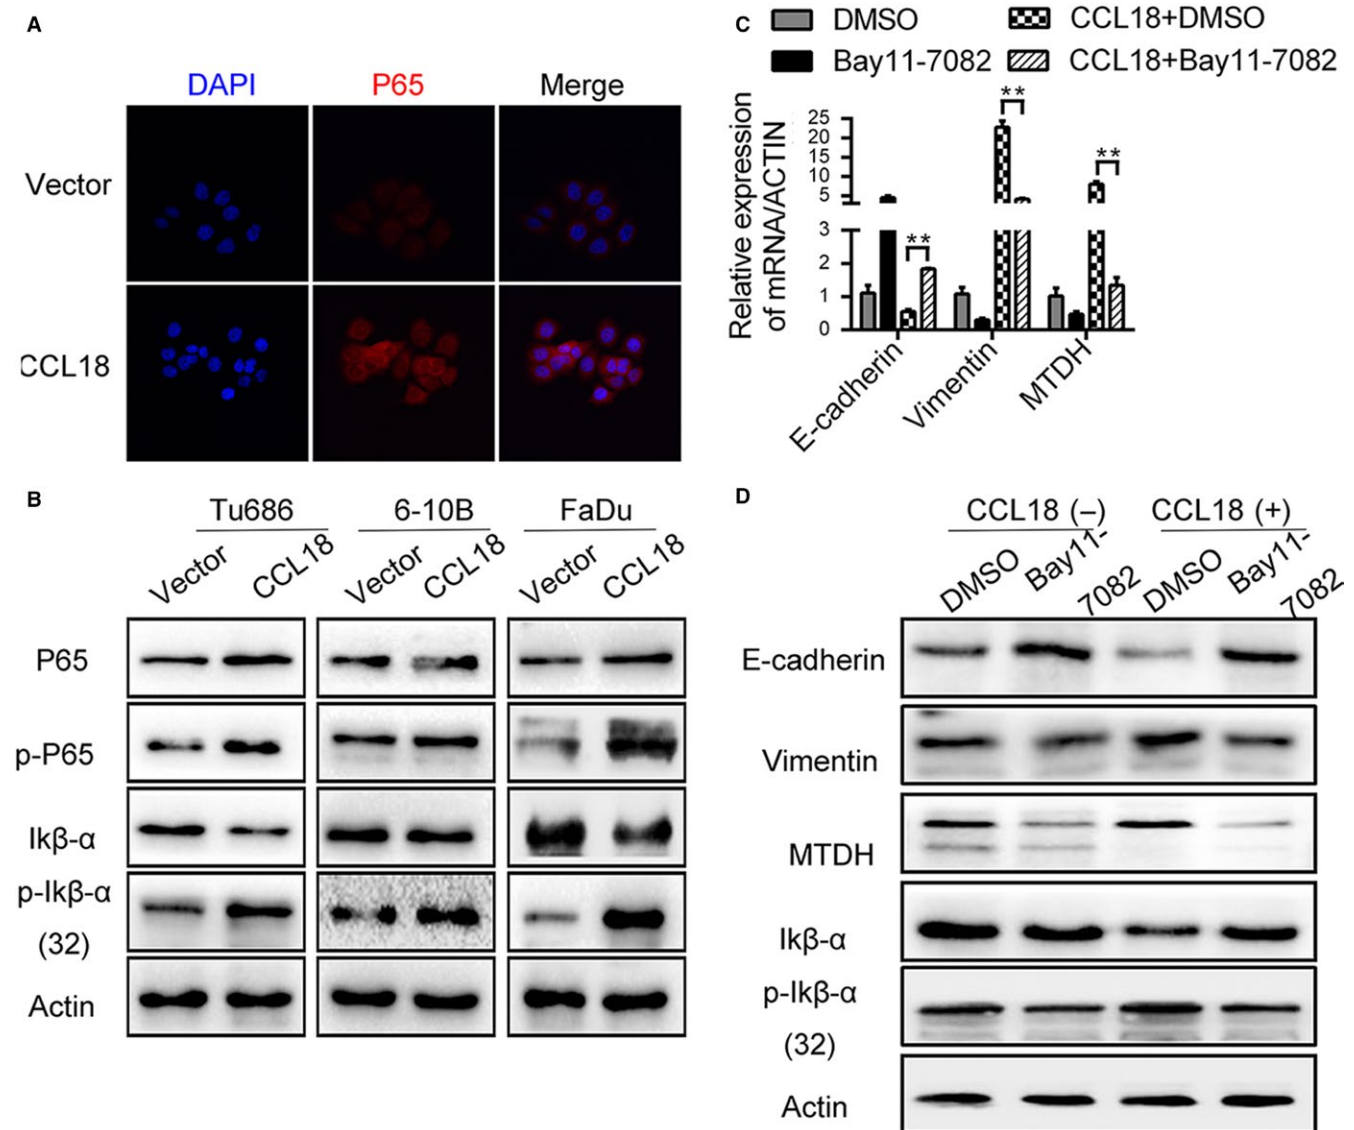 A
DAPI
P65
Merge
Vector
CCL18
B
Tu686
6-10B
FaDu
Vector
CCL18
Vector
CCL18
Vector
CCL18
P65
p-P65
Ikβ-α
p-Ikβ-α
(32)
Actin
C
DMSO
CCL18+DMSO
Bay11-7082
CCL18+Bay11-7082
Relative expression
of mRNA/ACTIN
25
20
15
10
5
3
2
1
0
**
**
**
E-cadherin
Vimentin
MTDH
D
CCL18 (–)
CCL18 (+)
DMSO
Bay11-
7082
DMSO
Bay11-
7082
E-cadherin
Vimentin
MTDH
Ikβ-α
p-Ikβ-α
(32)
Actin